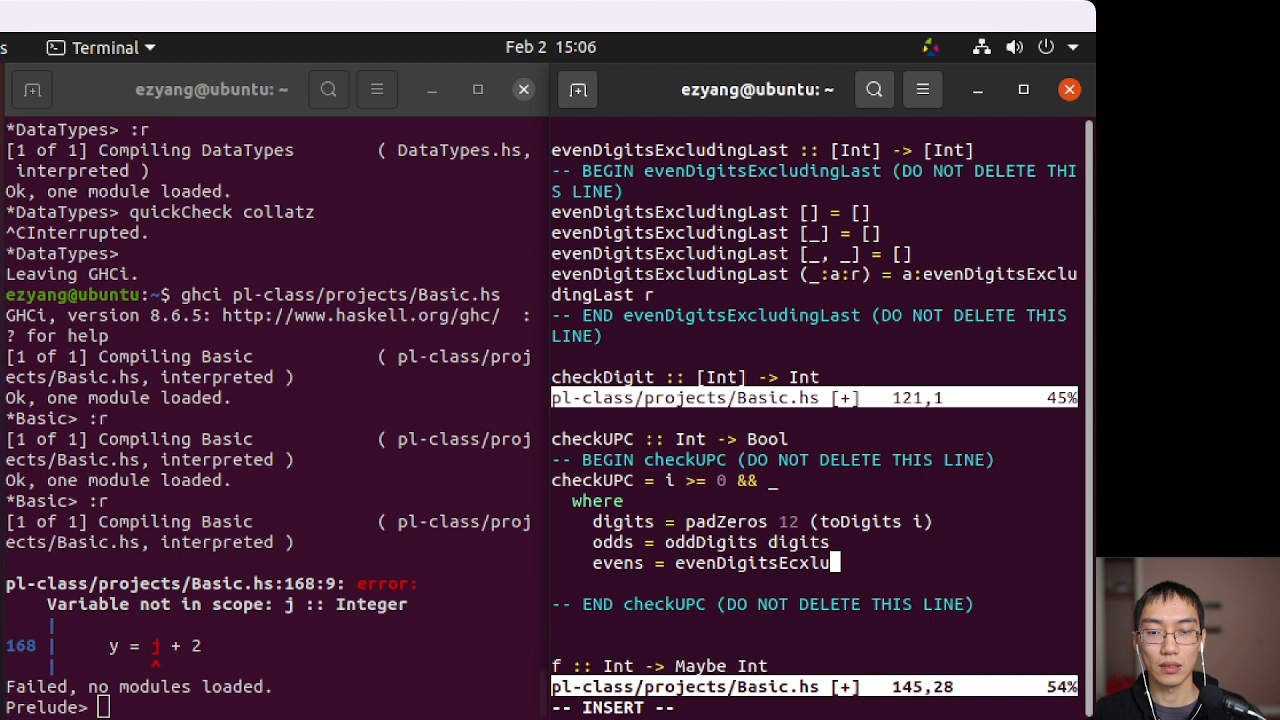 s Terminal Feb 2 15:06
ezyang@ubuntu: ~
*DataTypes> :r
[1 of 1] Compiling DataTypes ( DataTypes.hs,
interpreted )
Ok, one module loaded.
*DataTypes> quickCheck collatz
^CInterrupted.
*DataTypes>
Leaving GHCi.
ezyang@ubuntu:~$ ghci pl-class/projects/Basic.hs
GHCi, version 8.6.5: http://www.haskell.org/ghc/ :
? for help
[1 of 1] Compiling Basic ( pl-class/proj
ects/Basic.hs, interpreted )
Ok, one module loaded.
*Basic> :r
[1 of 1] Compiling Basic ( pl-class/proj
ects/Basic.hs, interpreted )
Ok, one module loaded.
*Basic> :r
[1 of 1] Compiling Basic ( pl-class/proj
ects/Basic.hs, interpreted )
pl-class/projects/Basic.hs:168:9: error:
Variable not in scope: j :: Integer
|
168 | y = j + 2
| ^
Failed, no modules loaded.
Prelude>
ezyang@ubuntu: ~
evenDigitsExcludingLast :: [Int] -> [Int]
-- BEGIN evenDigitsExcludingLast (DO NOT DELETE THI
S LINE)
evenDigitsExcludingLast [] = []
evenDigitsExcludingLast [_] = []
evenDigitsExcludingLast [_, _] = []
evenDigitsExcludingLast (_:a:r) = a:evenDigitsExclu
dingLast r
-- END evenDigitsExcludingLast (DO NOT DELETE THIS
LINE)
checkDigit :: [Int] -> Int
pl-class/projects/Basic.hs [+] 121,1 45%
checkUPC :: Int -> Bool
-- BEGIN checkUPC (DO NOT DELETE THIS LINE)
checkUPC = i >= 0 && _
where
digits = padZeros 12 (toDigits i)
odds = oddDigits digits
evens = evenDigitsEcxlu
-- END checkUPC (DO NOT DELETE THIS LINE)
f :: Int -> Maybe Int
pl-class/projects/Basic.hs [+] 145,28 54%
-- INSERT --